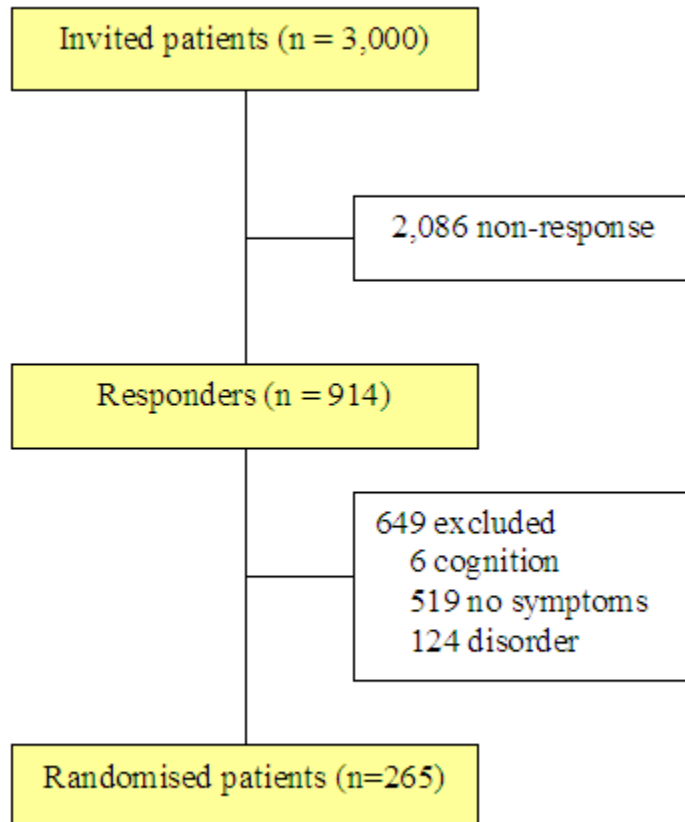 Invited patients (n = 3,000)
2,086 non-response
Responders (n = 914)
649 excluded
6 cognition
519 no symptoms
124 disorder
Randomised patients (n=265)